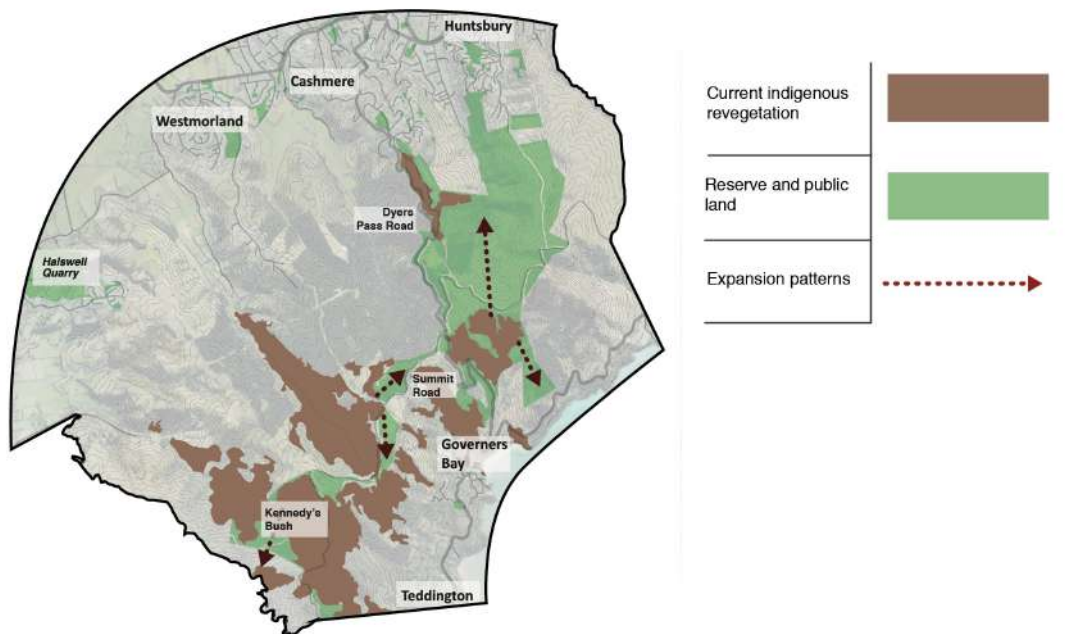 Huntsbury
Cashmere
Westmorland
Dyers
Pass Road
Halswell
Quarry
Summit
Road
Governers
Bay
Kennedy's
Bush
Teddington
Current indigenous
revegetation
Reserve and public
land
Expansion patterns